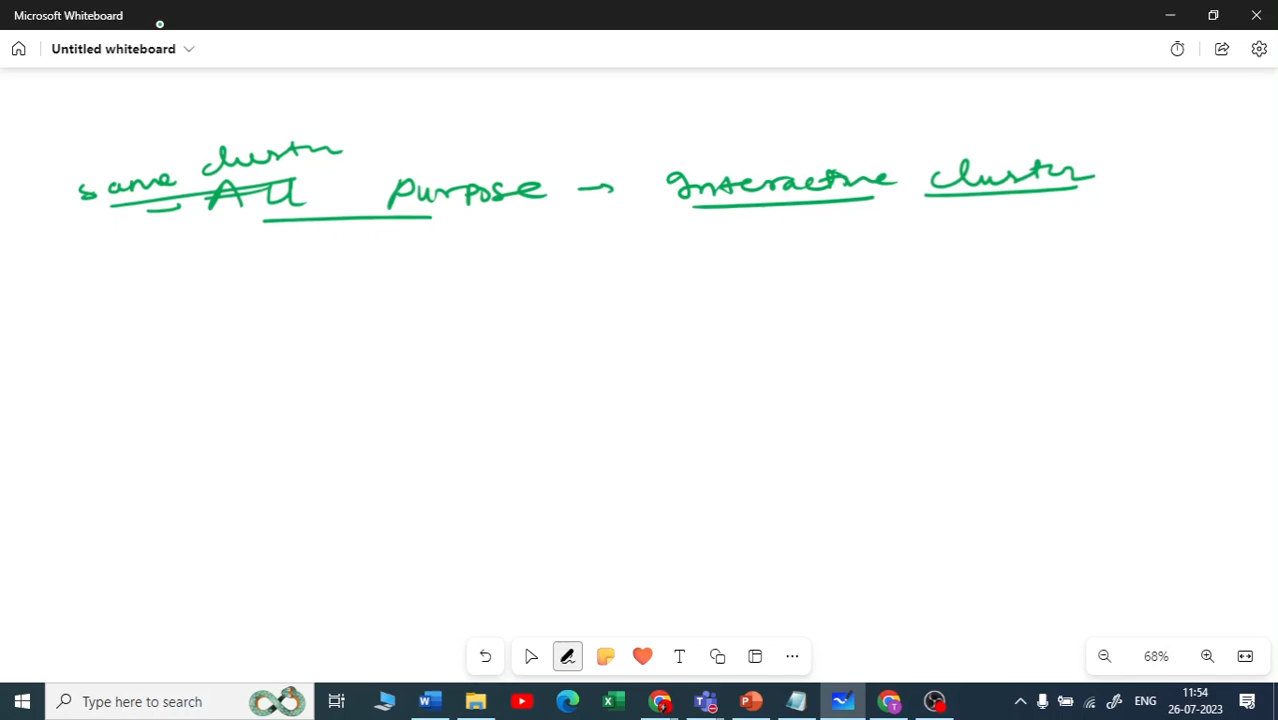 Microsoft Whiteboard
Untitled whiteboard
same cluster
All purpose → Interactive cluster
68%
Type here to search
ENG
11:54
26-07-2023